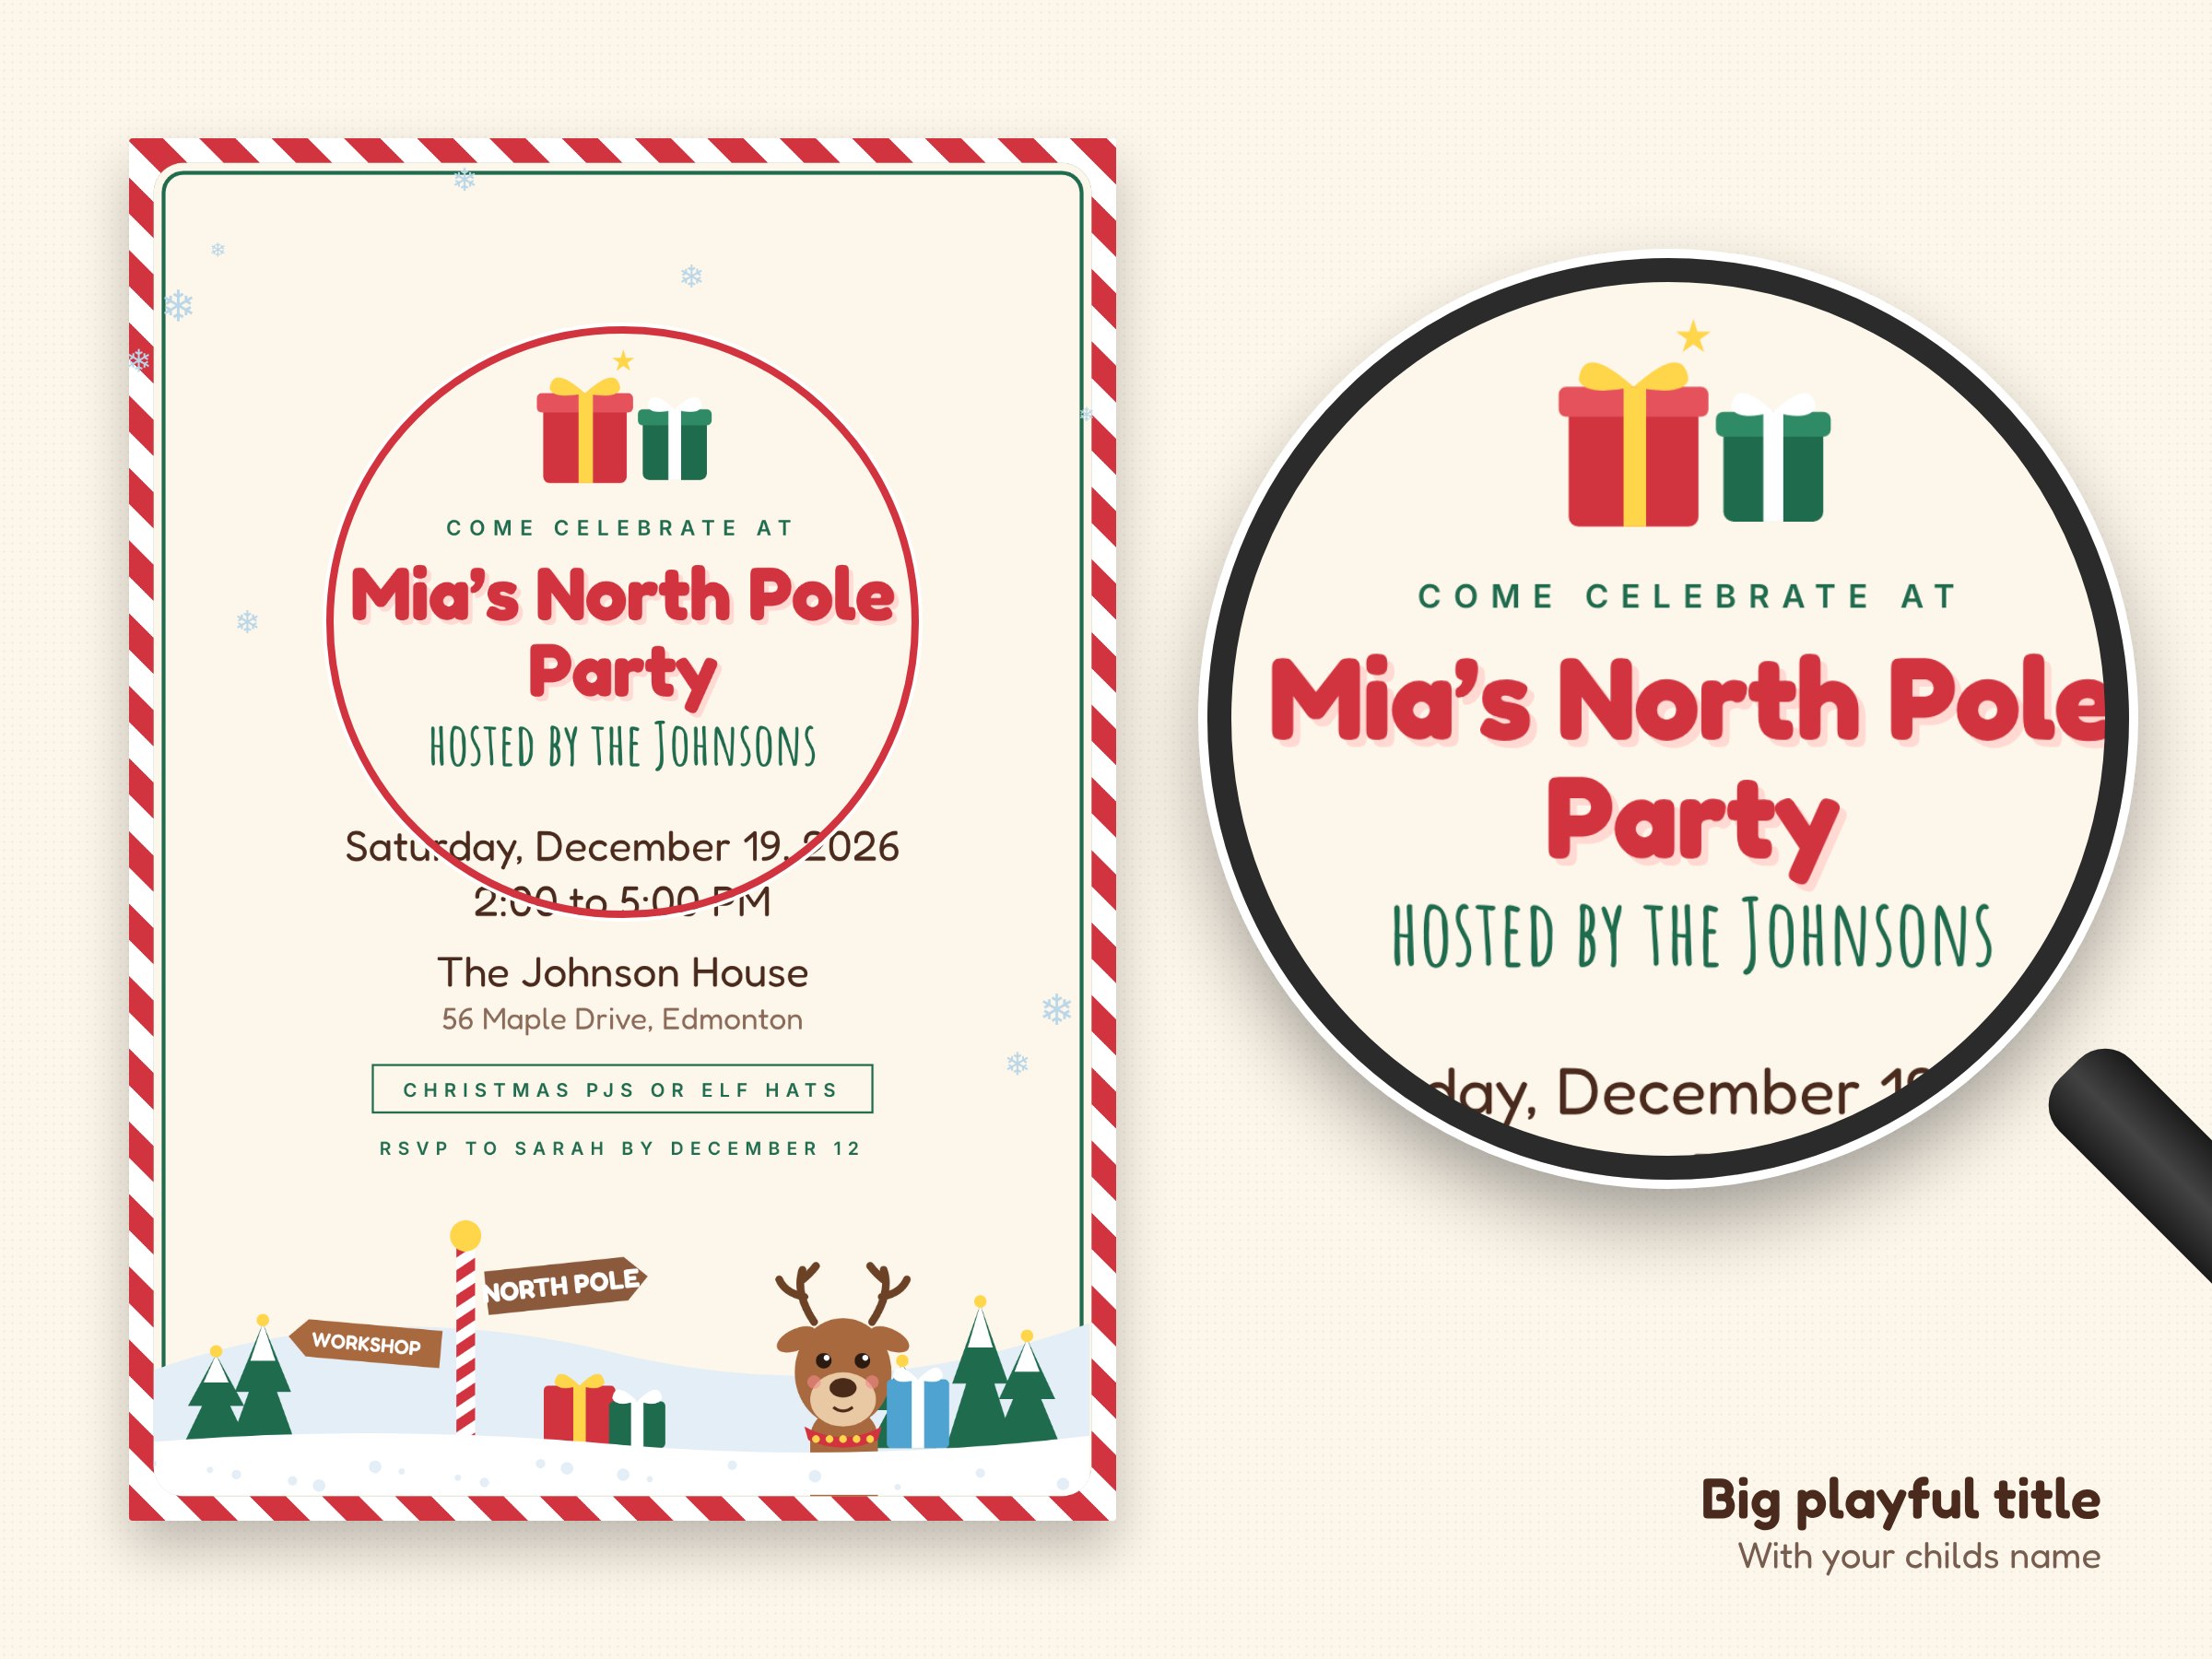 COME CELEBRATE AT
Mia's North Pole
Party
HOSTED BY THE JOHNSONS
Saturday, December 19, 2026
2:00 to 5:00 PM
The Johnson House
56 Maple Drive, Edmonton
CHRISTMAS PJS OR ELF HATS
RSVP TO SARAH BY DECEMBER 12
NORTH POLE
WORKSHOP
COME CELEBRATE AT
Mia's North Pole
Party
HOSTED BY THE JOHNSONS
day, December 19
Big playful title
With your childs name